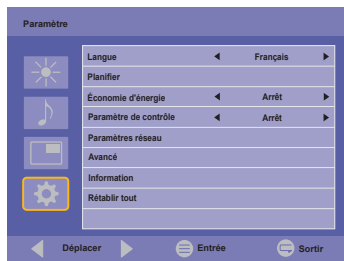 Paramètre
Langue Français
Planifier
Économie d'énergie Arrêt
Paramètre de contrôle Arrêt
Paramètres réseau
Avancé
Information
Rétablir tout
Déplacer Entrée Sortir